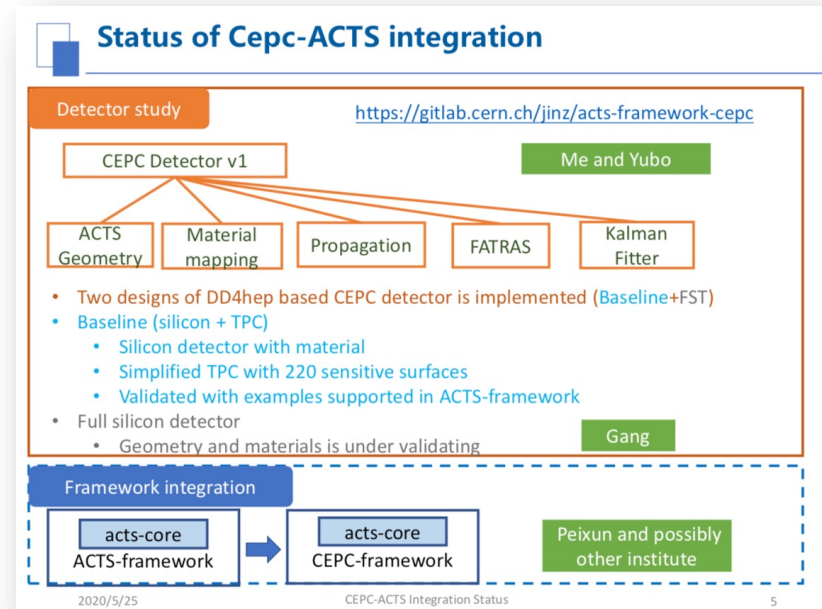 Status of Cepc-ACTS integration
Detector study
https://gitlab.cern.ch/jinz/acts-framework-cepc
CEPC Detector v1
Me and Yubo
ACTS
Geometry
Material
mapping
Propagation
FATRAS
Kalman
Fitter
• Two designs of DD4hep based CEPC detector is implemented (Baseline+FST)
• Baseline (silicon + TPC)
• Silicon detector with material
• Simplified TPC with 220 sensitive surfaces
• Validated with examples supported in ACTS-framework
• Full silicon detector
• Geometry and materials is under validating
Gang
Framework integration
acts-core
ACTS-framework
acts-core
CEPC-framework
Peixun and possibly
other institute
2020/5/25
CEPC-ACTS Integration Status
5